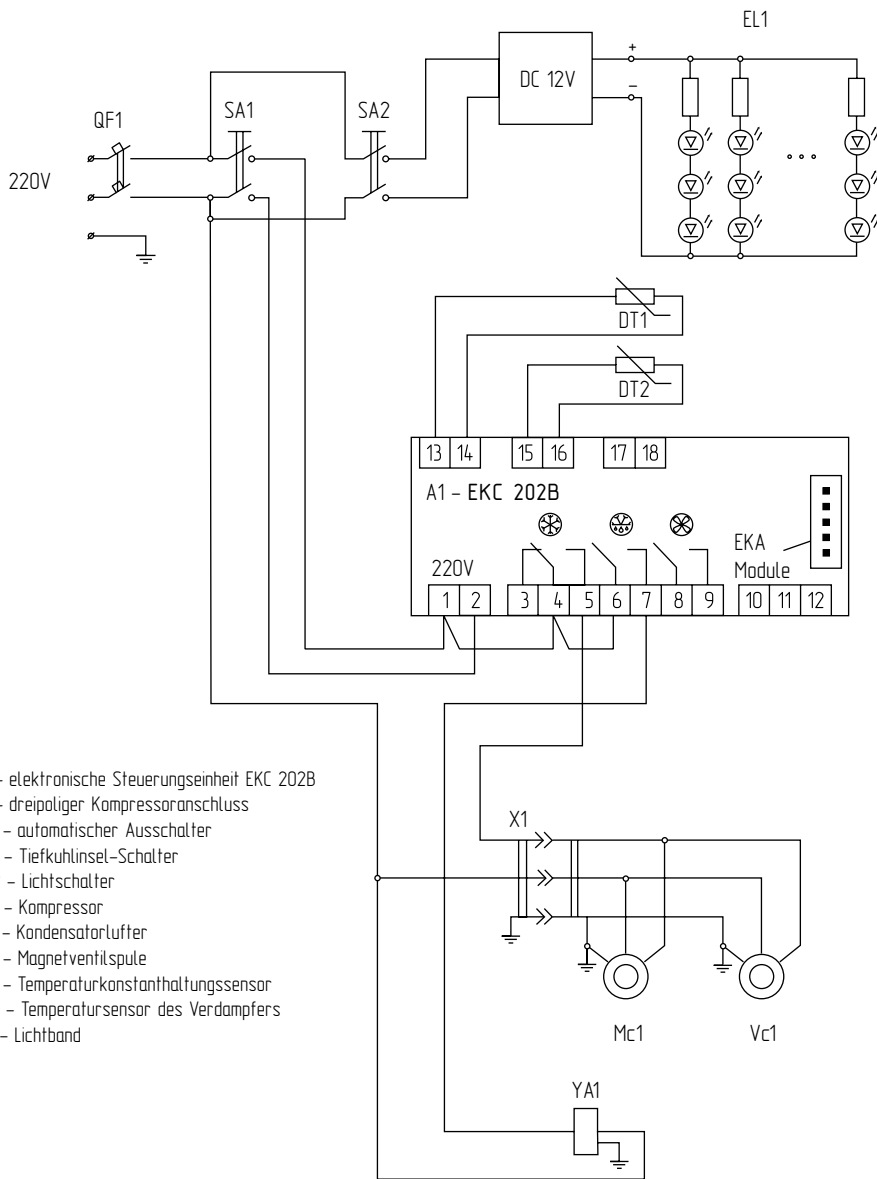 EL1
DC 12V
+
–
SA1
SA2
QF1
220V
DT1
DT2
13 14 15 16 17 18
A1 – EKC 202B
EKA
Module
220V
1 2 3 4 5 6 7 8 9 10 11 12
– elektronische Steuerungseinheit EKC 202B
– dreipoliger Kompressoranschluss
– automatischer Ausschalter
– Tiefkuhlinsel-Schalter
– Lichtschalter
– Kompressor
– Kondensatorlufter
– Magnetventilspule
– Temperaturkonstanthaltungssensor
– Temperatursensor des Verdampfers
– Lichtband
X1
Mc1
Vc1
YA1